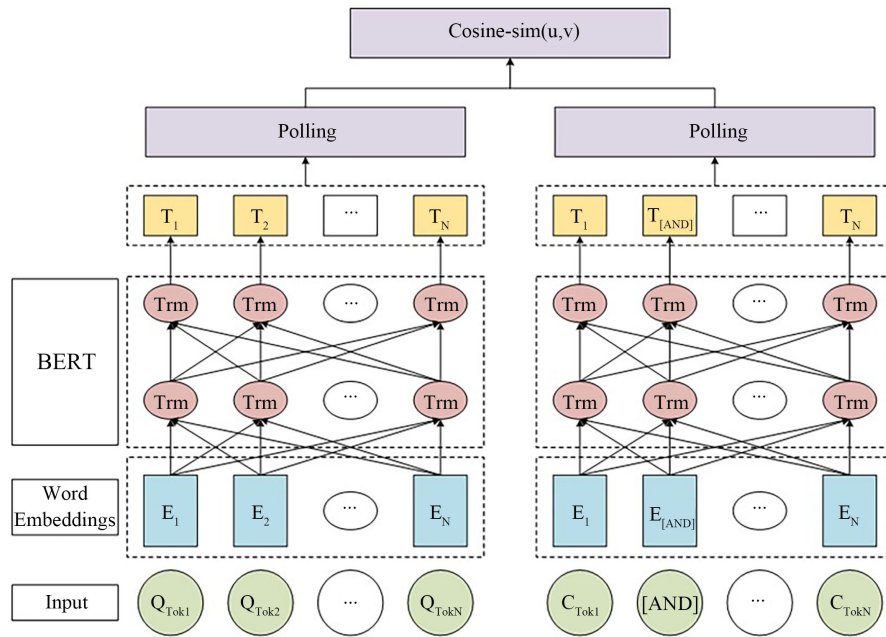 Cosine-sim(u,v)
Polling
Polling
T1
T2
...
TN
T1
T[AND]
...
TN
BERT
Trm
Trm
...
Trm
Trm
Trm
...
Trm
Trm
Trm
...
Trm
Trm
Trm
...
Trm
Word
Embeddings
E1
E2
...
EN
E1
E[AND]
...
EN
Input
QTok1
QTok2
...
QTokN
CTok1
[AND]
...
CTokN